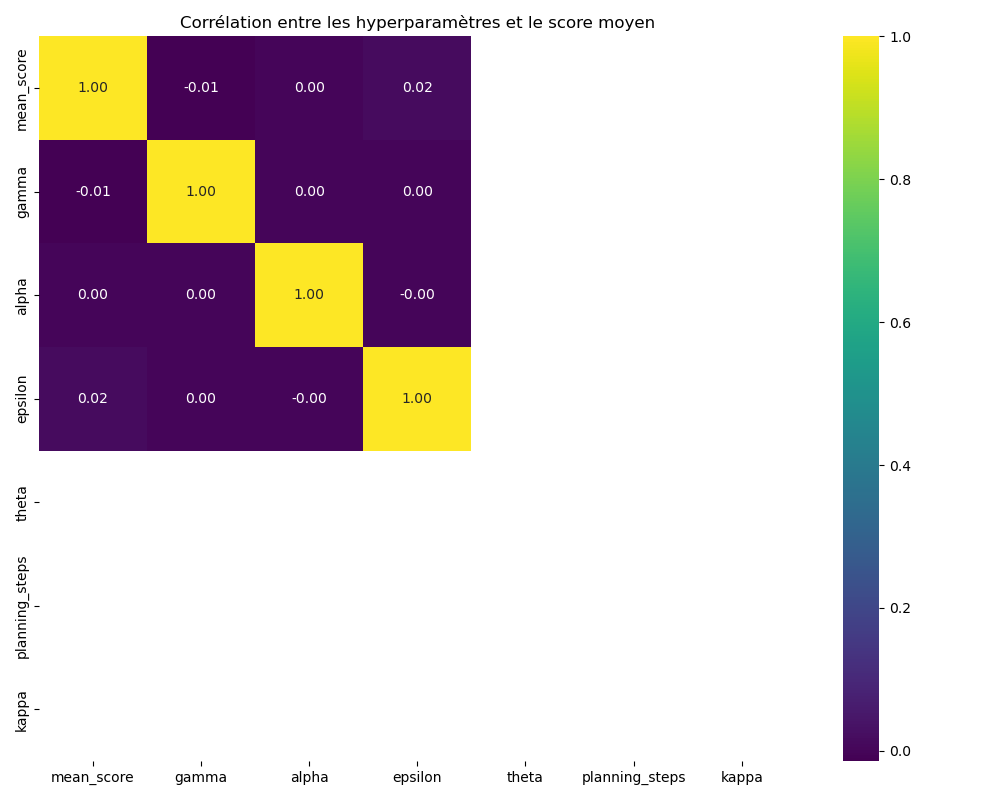 Corrélation entre les hyperparamètres et le score moyen
mean_score
1.00 -0.01 0.00 0.02
gamma
-0.01 1.00 0.00 0.00
alpha
0.00 0.00 1.00 -0.00
epsilon
0.02 0.00 -0.00 1.00
theta
planning_steps
kappa
mean_score gamma alpha epsilon theta planning_steps kappa
1.0
0.8
0.6
0.4
0.2
0.0